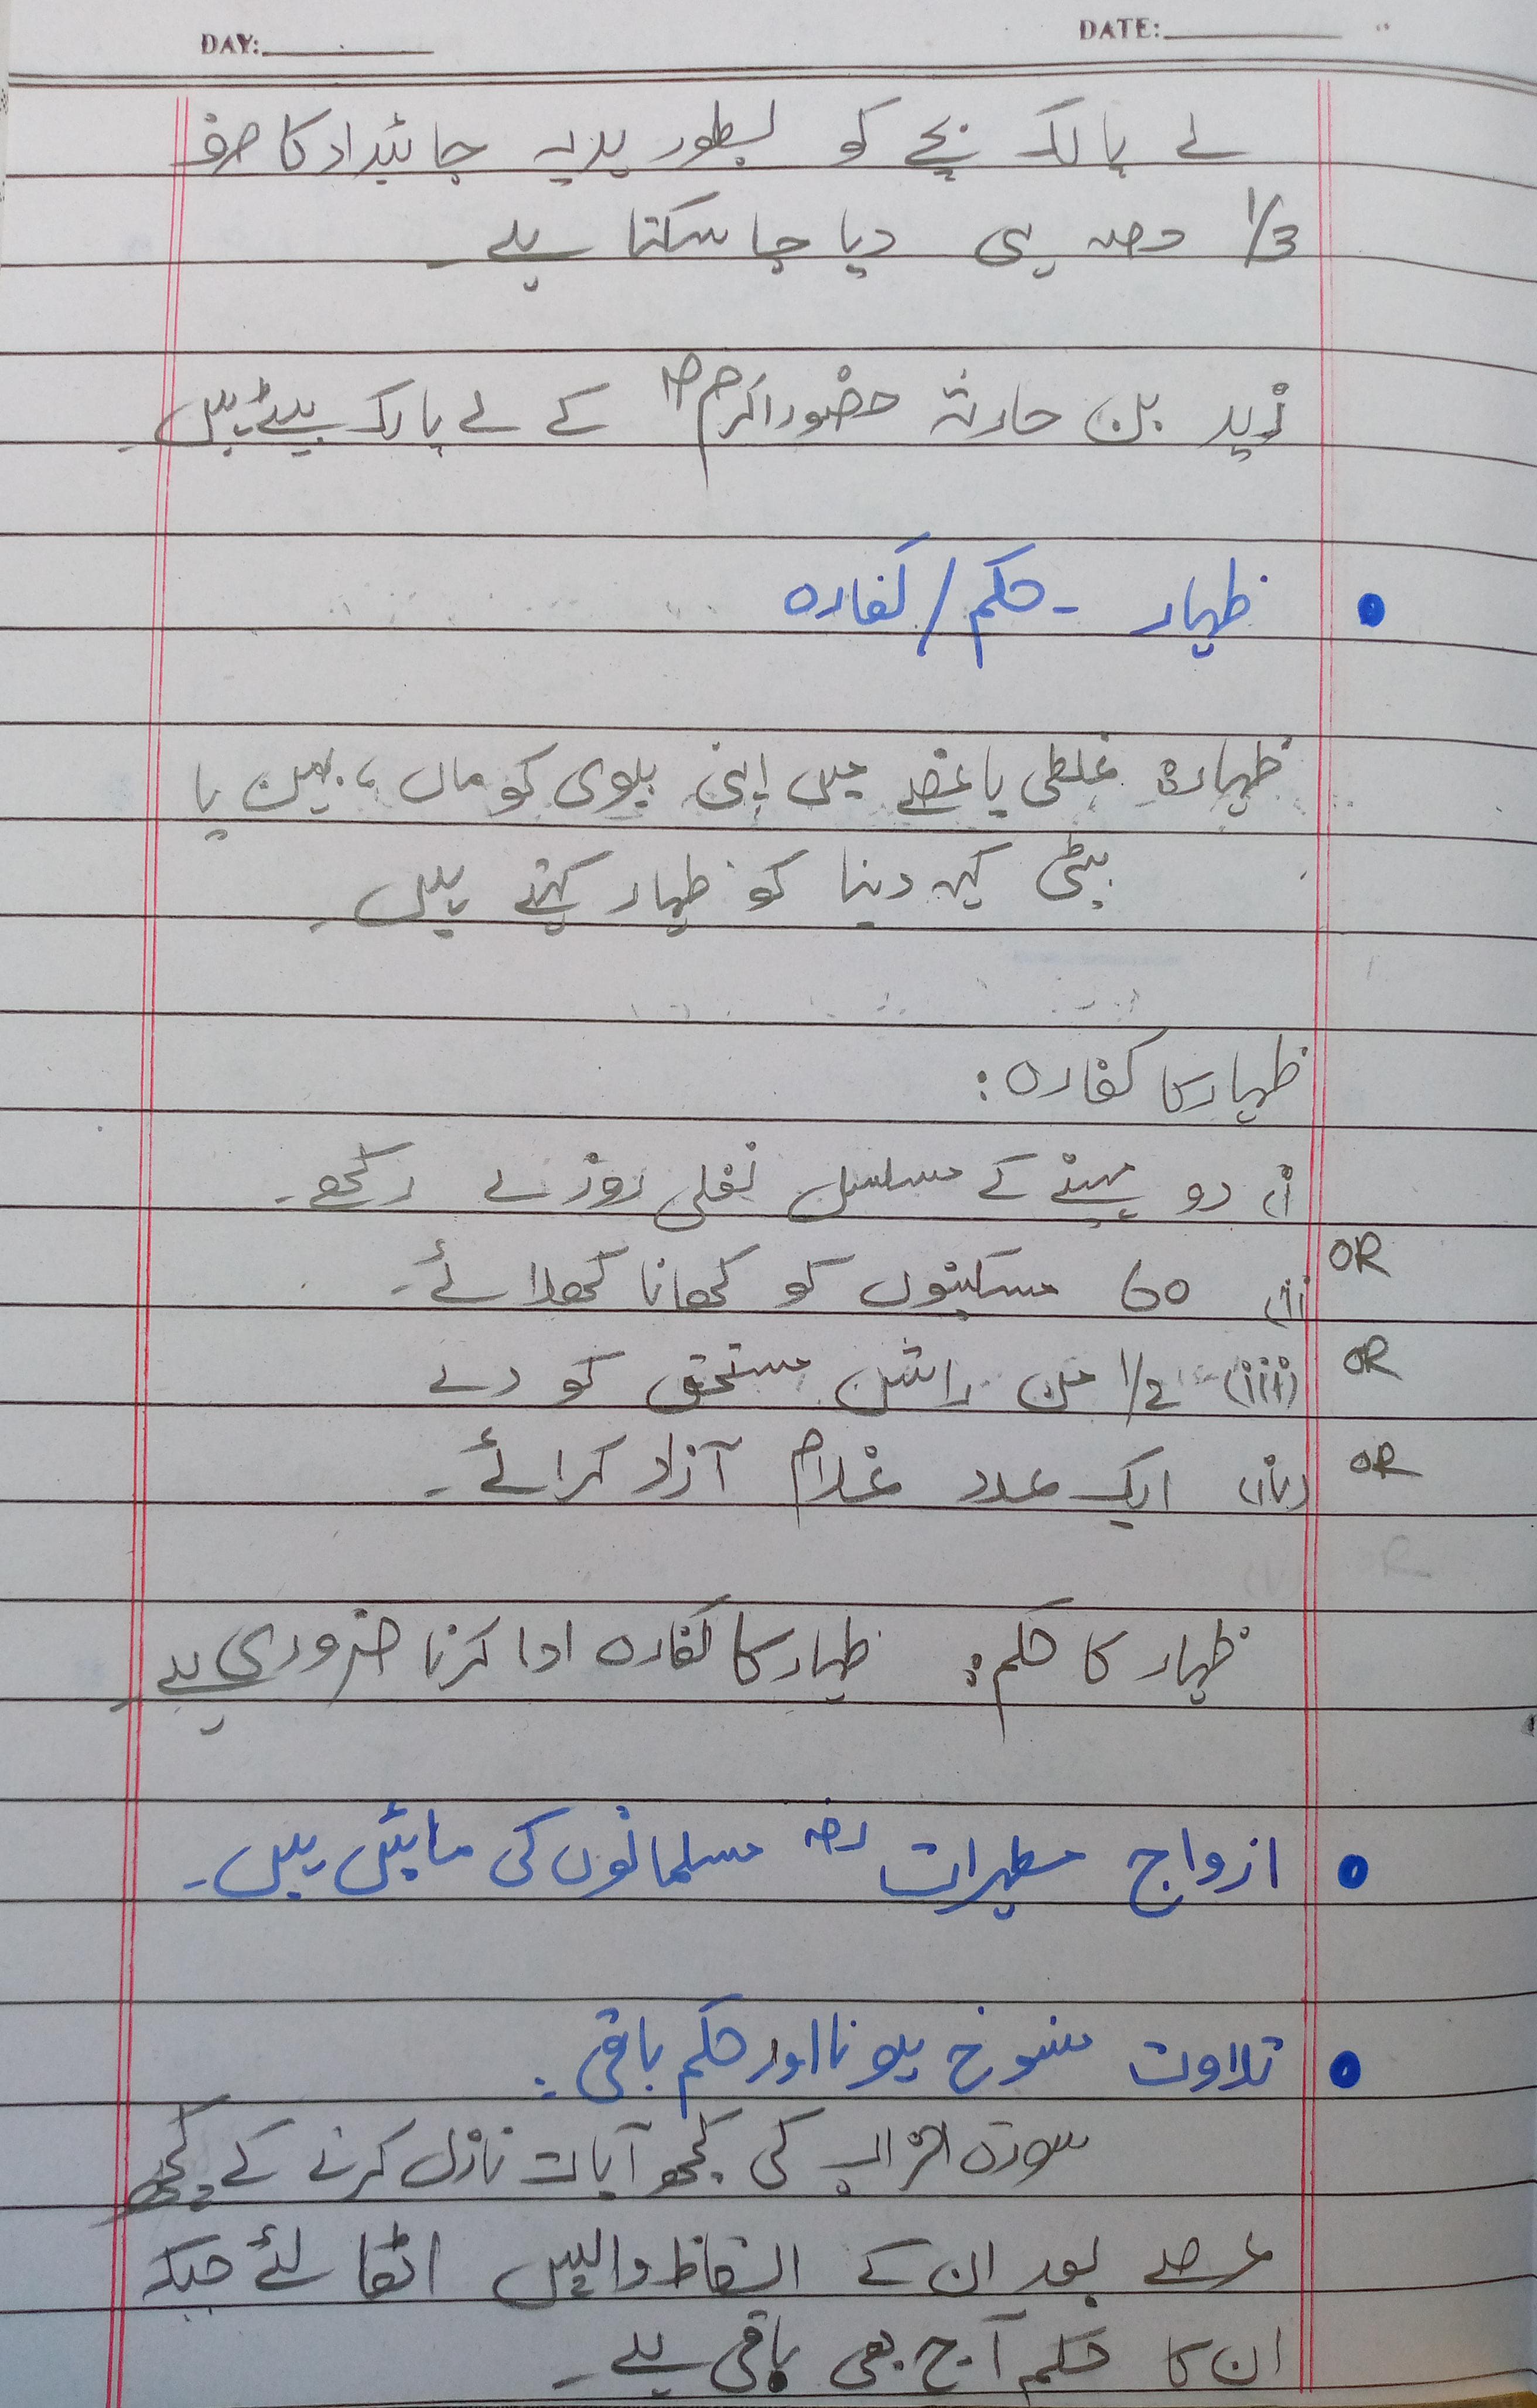 DAY: DATE:
لے پالک بچے کو بطور ہدیہ جائیداد کا صرف
1/3 حصہ ہی دیا جا سکتا ہے۔
زید بن حارثہ حضور اکرم ﷺ کے لے پالک بیٹے ہیں۔
• ظہار - حکم / کفارہ
ظہار: غلطی یا غصے میں اپنی بیوی کو ماں، بہن یا
بیٹی کہہ دینا کو ظہار کہتے ہیں۔
ظہار کا کفارہ:
i) دو مہینے کے مسلسل نفلی روزے رکھے۔
OR
ii) 60 مسکینوں کو کھانا کھلائے۔
OR
iii) 1/2 من راشن مستحق کو دے
OR
iv) ایک عدد غلام آزاد کرائے۔
ظہار کا حکم: ظہار کا کفارہ ادا کرنا ضروری ہے۔
• ازواج مطہرات رضہ مسلمانوں کی مائیں ہیں۔
• تلاوت منسوخ ہونا اور حکم باقی:
سورۃ الاحزاب کی کچھ آیات نازل کرنے کے کچھ
عرصے بعد ان کے الفاظ واپس اٹھا لئے جبکہ
ان کا حکم آج بھی باقی ہے۔